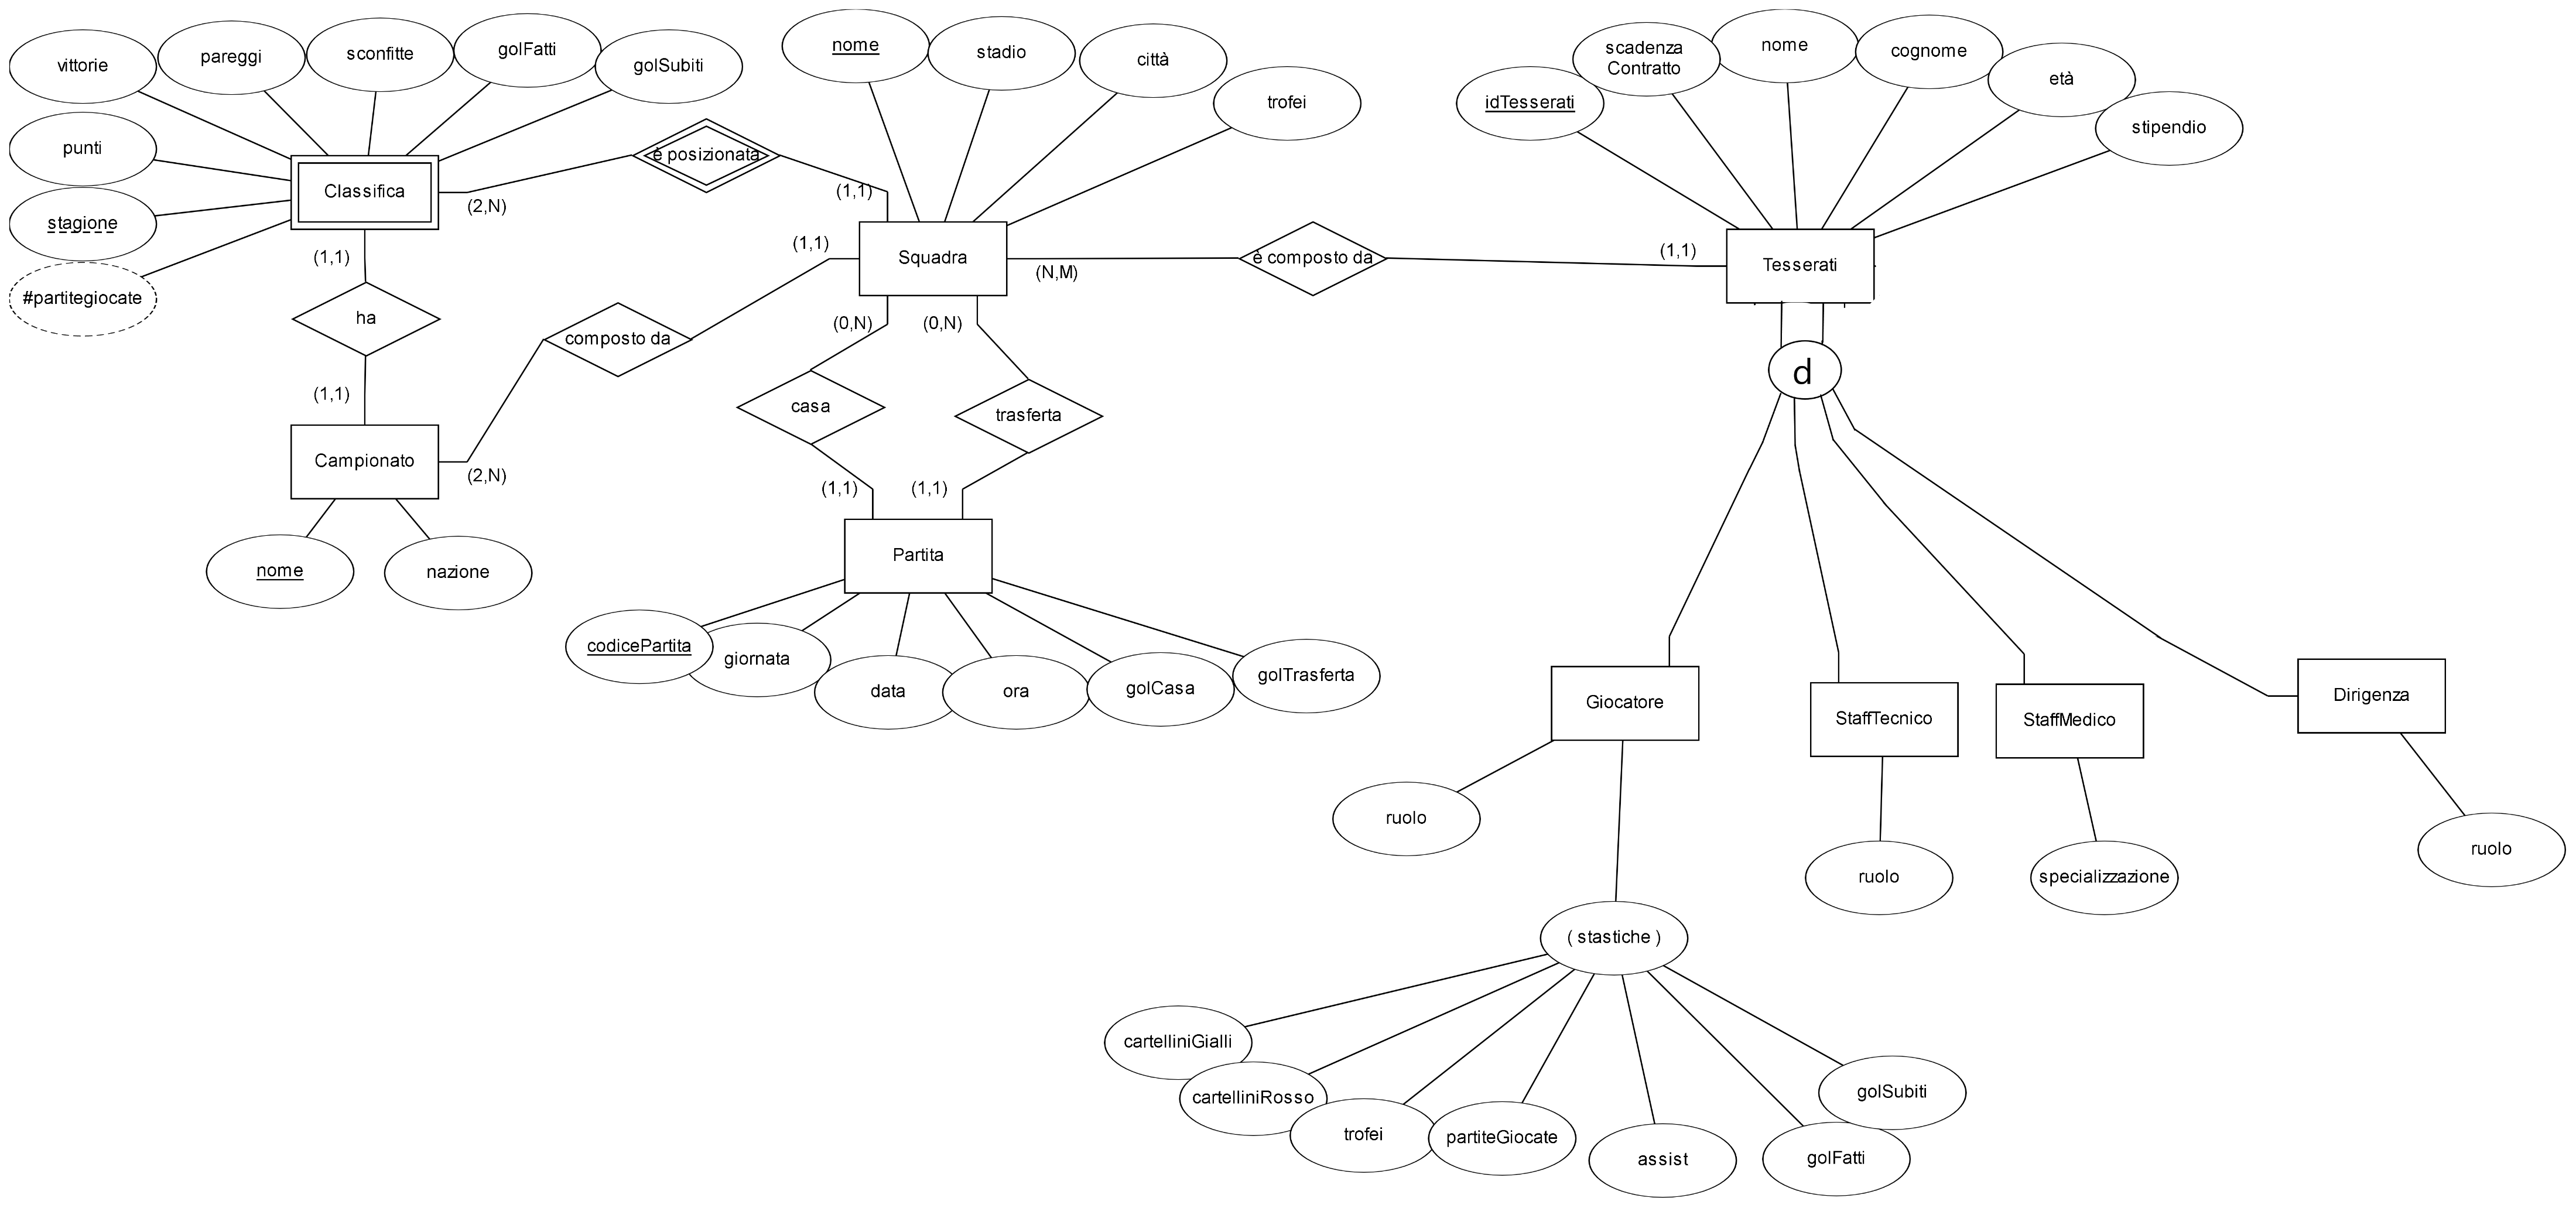 vittorie
pareggi
sconfitte
golFatti
golSubiti
punti
stagione
#partitegiocate
Classifica
è posizionata
(2,N)
(1,1)
nome
stadio
città
trofei
Squadra
(1,1)
(N,M)
è composto da
(1,1)
idTesserati
scadenza
Contratto
nome
cognome
età
stipendio
Tesserati
(1,1)
ha
(1,1)
Campionato
(2,N)
composto da
nome
nazione
(0,N)
(0,N)
casa
trasferta
(1,1)
(1,1)
Partita
codicePartita
giornata
data
ora
golCasa
golTrasferta
d
Giocatore
StaffTecnico
StaffMedico
Dirigenza
ruolo
ruolo
specializzazione
ruolo
( stastiche )
cartelliniGialli
cartelliniRosso
trofei
partiteGiocate
assist
golFatti
golSubiti